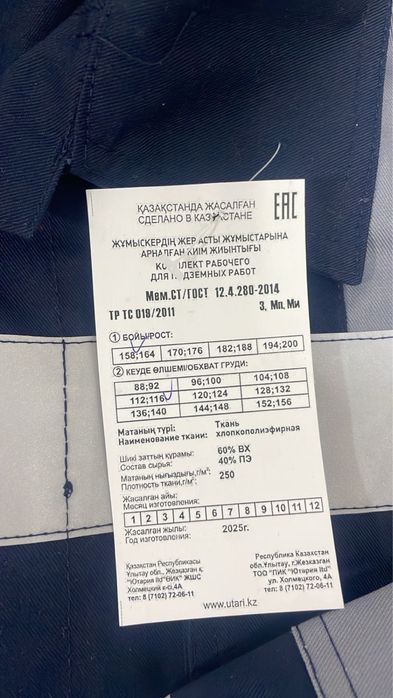 ҚАЗАҚСТАНДА ЖАСАЛҒАН
СДЕЛАНО В КАЗАХСТАНЕ
EAC
ЖҰМЫСКЕРДІҢ ЖЕР АСТЫ ЖҰМЫСТАРЫНА
АРНАЛҒАН КИІМ ЖИЫНТЫҒЫ
КОМПЛЕКТ РАБОЧЕГО
ДЛЯ ПОДЗЕМНЫХ РАБОТ
Мем.СТ/ГОСТ 12.4.280-2014
ТР ТС 019/2011 З, Мп, Ми
1 БОЙЫ/РОСТ:
158;164 170;176 182;188 194;200
2 КЕУДЕ ӨЛШЕМІ/ОБХВАТ ГРУДИ:
88;92 96;100 104;108
112;116 120;124 128;132
136;140 144;148 152;156
Матаның түрі: Ткань
Наименование ткани: хлопкополиэфирная
Шикі заттың құрамы: 60% ВХ
Состав сырья: 40% ПЭ
Матаның нығыздығы,г/м²: 250
Плотность ткани,г/м²:
Жасалған айы:
Месяц изготовления:
1 2 3 4 5 6 7 8 9 10 11 12
Жасалған жылы: 2025г.
Год изготовления:
Қазақстан Республикасы
Ұлытау обл., Жезқазған қ.
"Ютария ltd"ӨИК" ЖШС
Холмецкий к-сі,4А
тел: 8 (7102) 72-06-11
Республика Казахстан
обл.Ұлытау, г.Жезказган
ТОО "ПИК "Ютария ltd"
ул. Холмецкого, 4А
тел: 8 (7102) 72-06-11
www.utari.kz